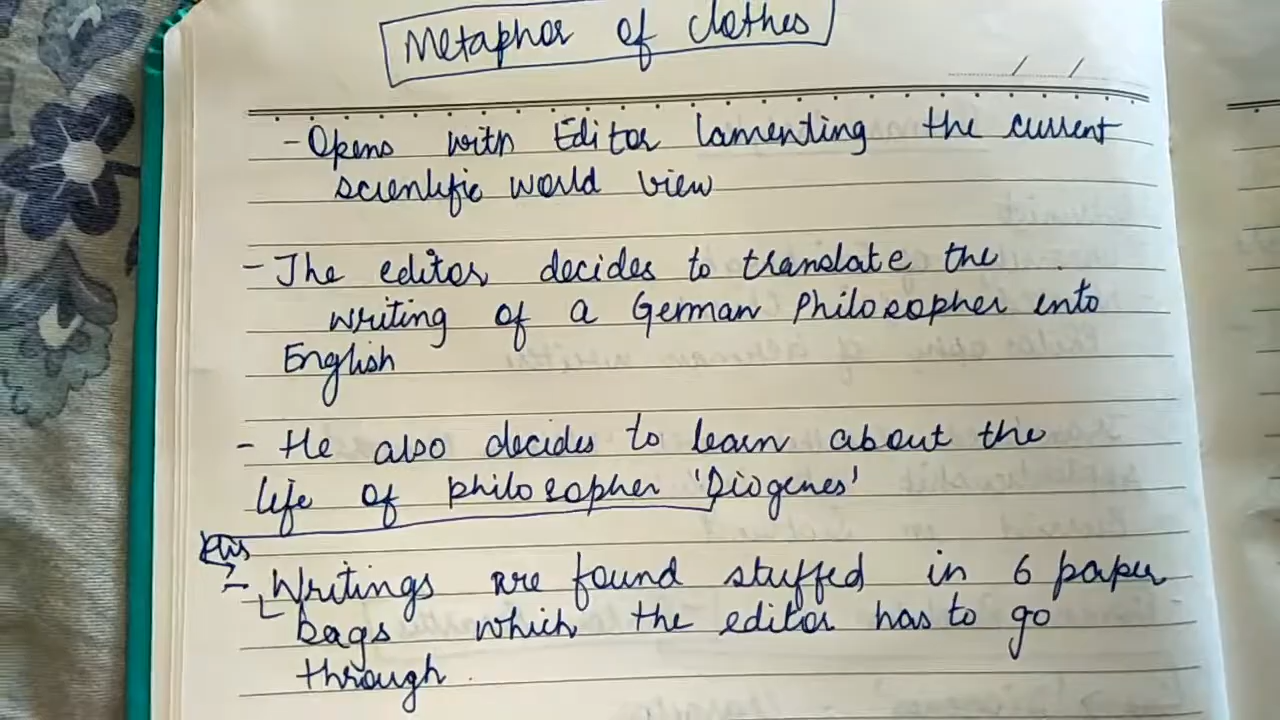 Metaphor of clothes
- Opens with Editor lamenting the current
scientific world view
- The editor decides to translate the
writing of a German Philosopher into
English
- He also decides to learn about the
life of philosopher 'Diogenes'
His
- Writings are found stuffed in 6 paper
bags which the editor has to go
through.